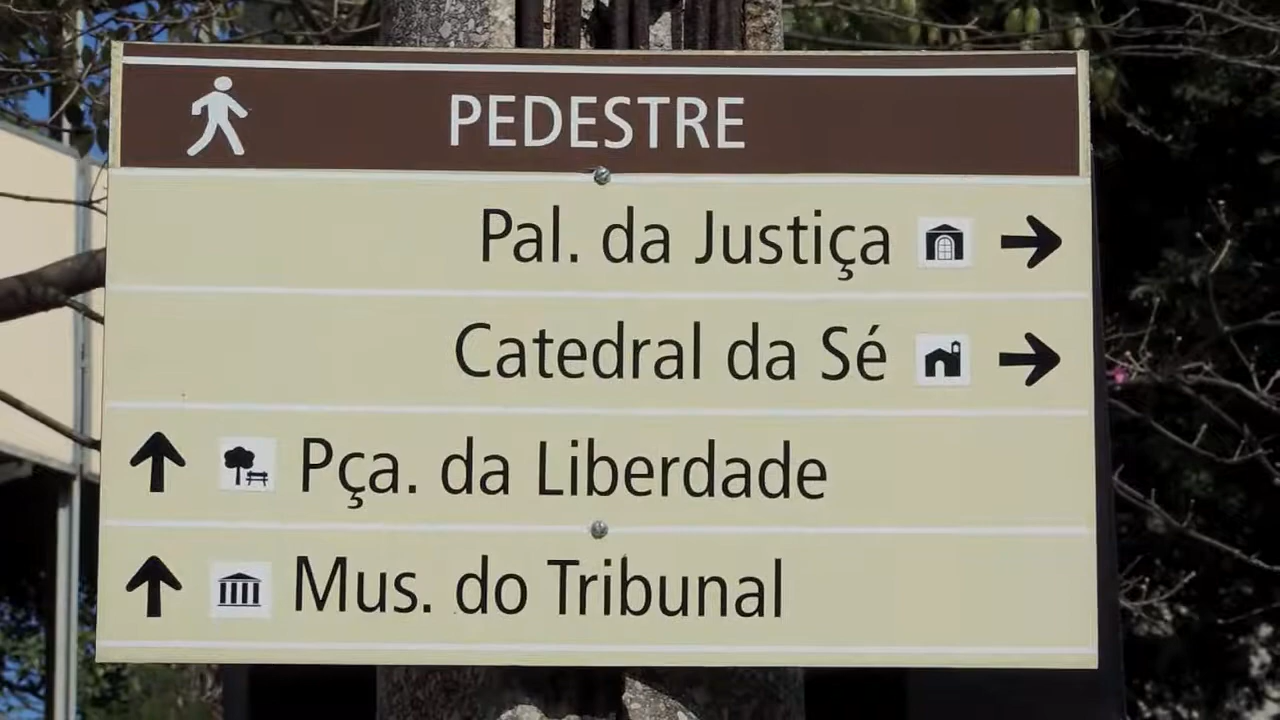 PEDESTRE
Pal. da Justiça
Catedral da Sé
Pça. da Liberdade
Mus. do Tribunal